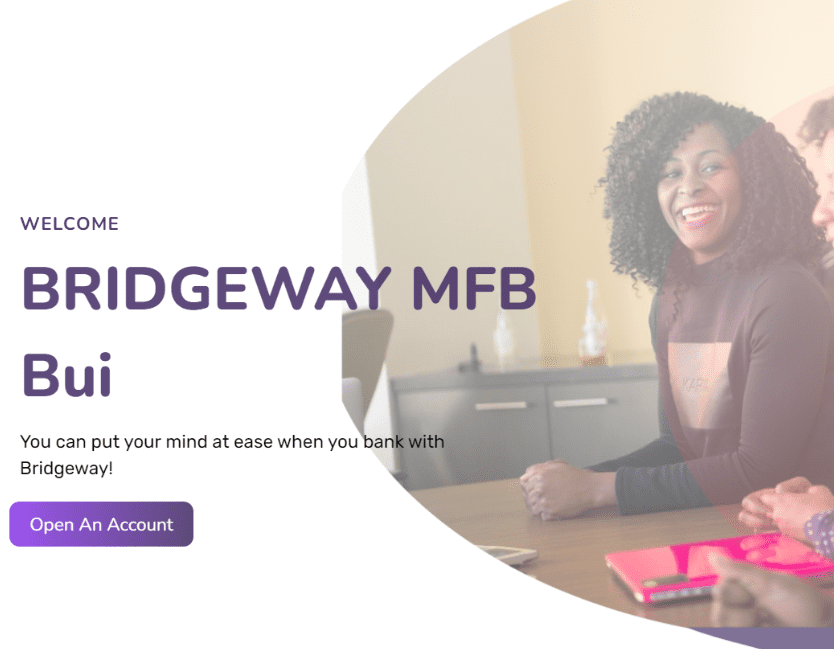 WELCOME
BRIDGEWAY MFB
Bui
You can put your mind at ease when you bank with
Bridgeway!
Open An Account